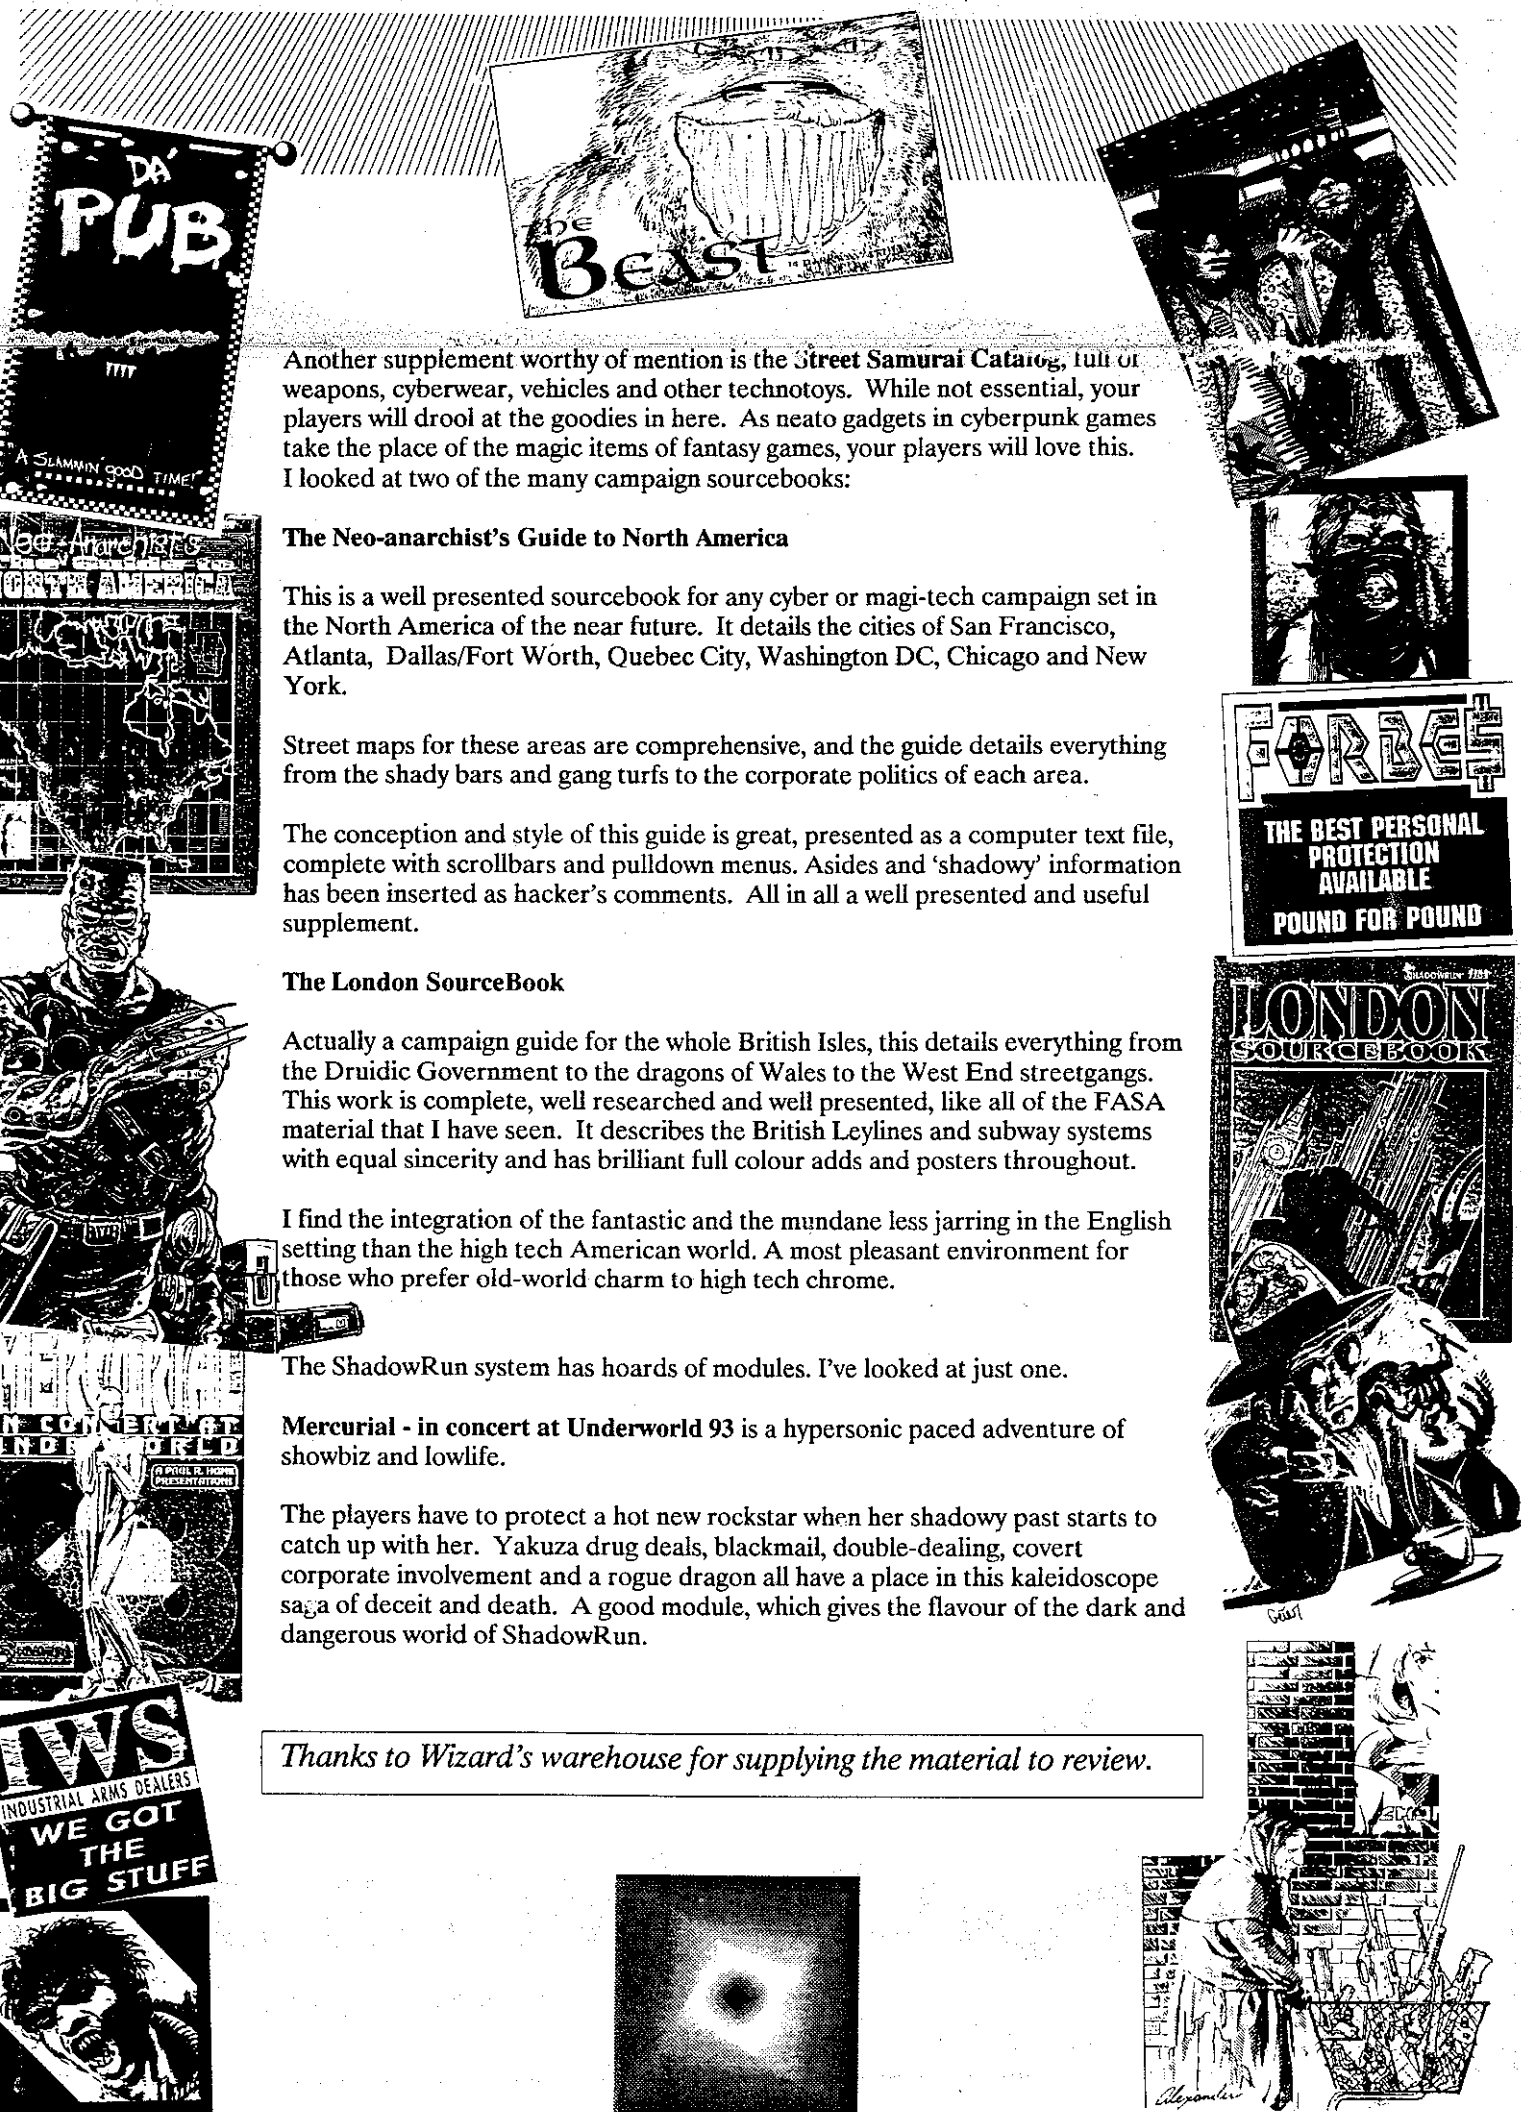 DA'
PUB
A SLAMMIN' GOOD TIME!
The
BEAST
Another supplement worthy of mention is the Street Samurai Catalog, full of
weapons, cyberwear, vehicles and other technotoys. While not essential, your
players will drool at the goodies in here. As neato gadgets in cyberpunk games
take the place of the magic items of fantasy games, your players will love this.
I looked at two of the many campaign sourcebooks:
The Neo-anarchist's Guide to North America
This is a well presented sourcebook for any cyber or magi-tech campaign set in
the North America of the near future. It details the cities of San Francisco,
Atlanta, Dallas/Fort Worth, Quebec City, Washington DC, Chicago and New
York.
Street maps for these areas are comprehensive, and the guide details everything
from the shady bars and gang turfs to the corporate politics of each area.
The conception and style of this guide is great, presented as a computer text file,
complete with scrollbars and pulldown menus. Asides and ‘shadowy’ information
has been inserted as hacker's comments. All in all a well presented and useful
supplement.
The London SourceBook
Actually a campaign guide for the whole British Isles, this details everything from
the Druidic Government to the dragons of Wales to the West End streetgangs.
This work is complete, well researched and well presented, like all of the FASA
material that I have seen. It describes the British Leylines and subway systems
with equal sincerity and has brilliant full colour adds and posters throughout.
I find the integration of the fantastic and the mundane less jarring in the English
setting than the high tech American world. A most pleasant environment for
those who prefer old-world charm to high tech chrome.
The ShadowRun system has hoards of modules. I've looked at just one.
Mercurial - in concert at Underworld 93 is a hypersonic paced adventure of
showbiz and lowlife.
The players have to protect a hot new rockstar when her shadowy past starts to
catch up with her. Yakuza drug deals, blackmail, double-dealing, covert
corporate involvement and a rogue dragon all have a place in this kaleidoscope
saga of deceit and death. A good module, which gives the flavour of the dark and
dangerous world of ShadowRun.
Thanks to Wizard's warehouse for supplying the material to review.
Neo-Anarchist's
NORTH AMERICA
N CONCERT AT
NDERWORLD
A PAUL R. HUME
PRESENTATION
IWS
INDUSTRIAL ARMS DEALERS
WE GOT
THE
BIG STUFF
FORBE$
THE BEST PERSONAL
PROTECTION
AVAILABLE
POUND FOR POUND
SHADOWRUN
LONDON
SOURCEBOOK
Alexander